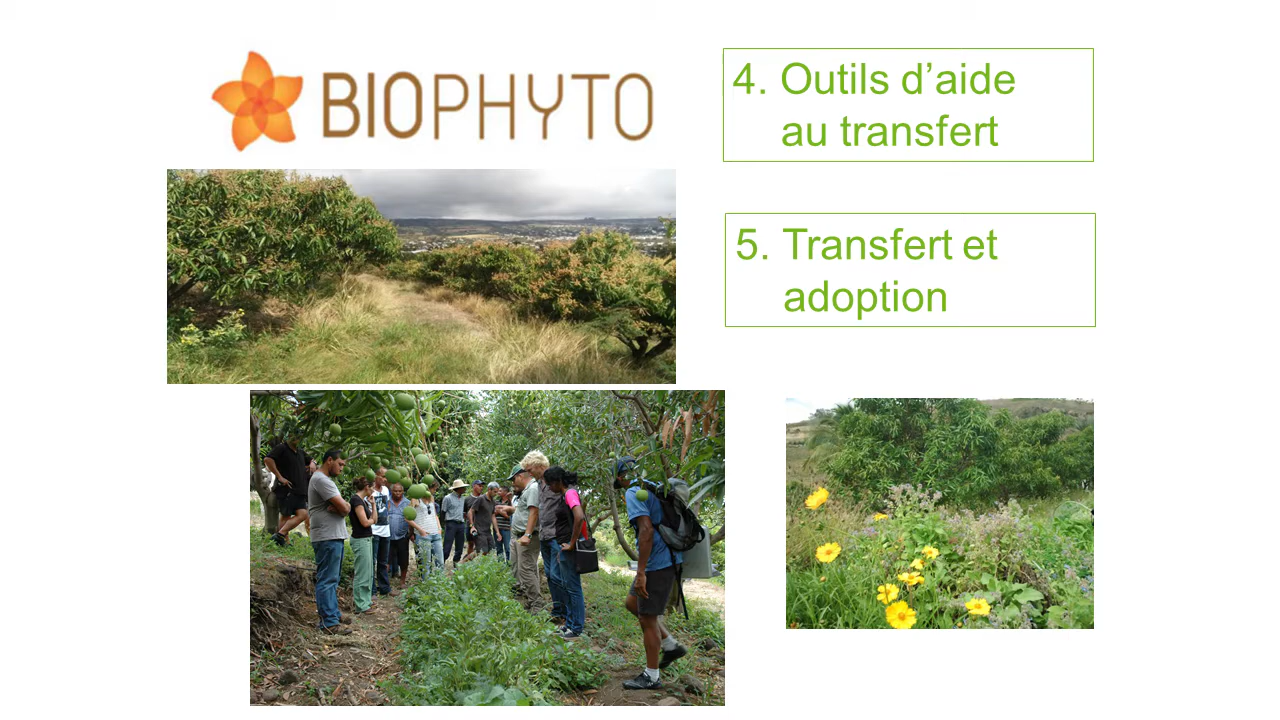 BIOPHYTO
4. Outils d’aide
au transfert
5. Transfert et
adoption